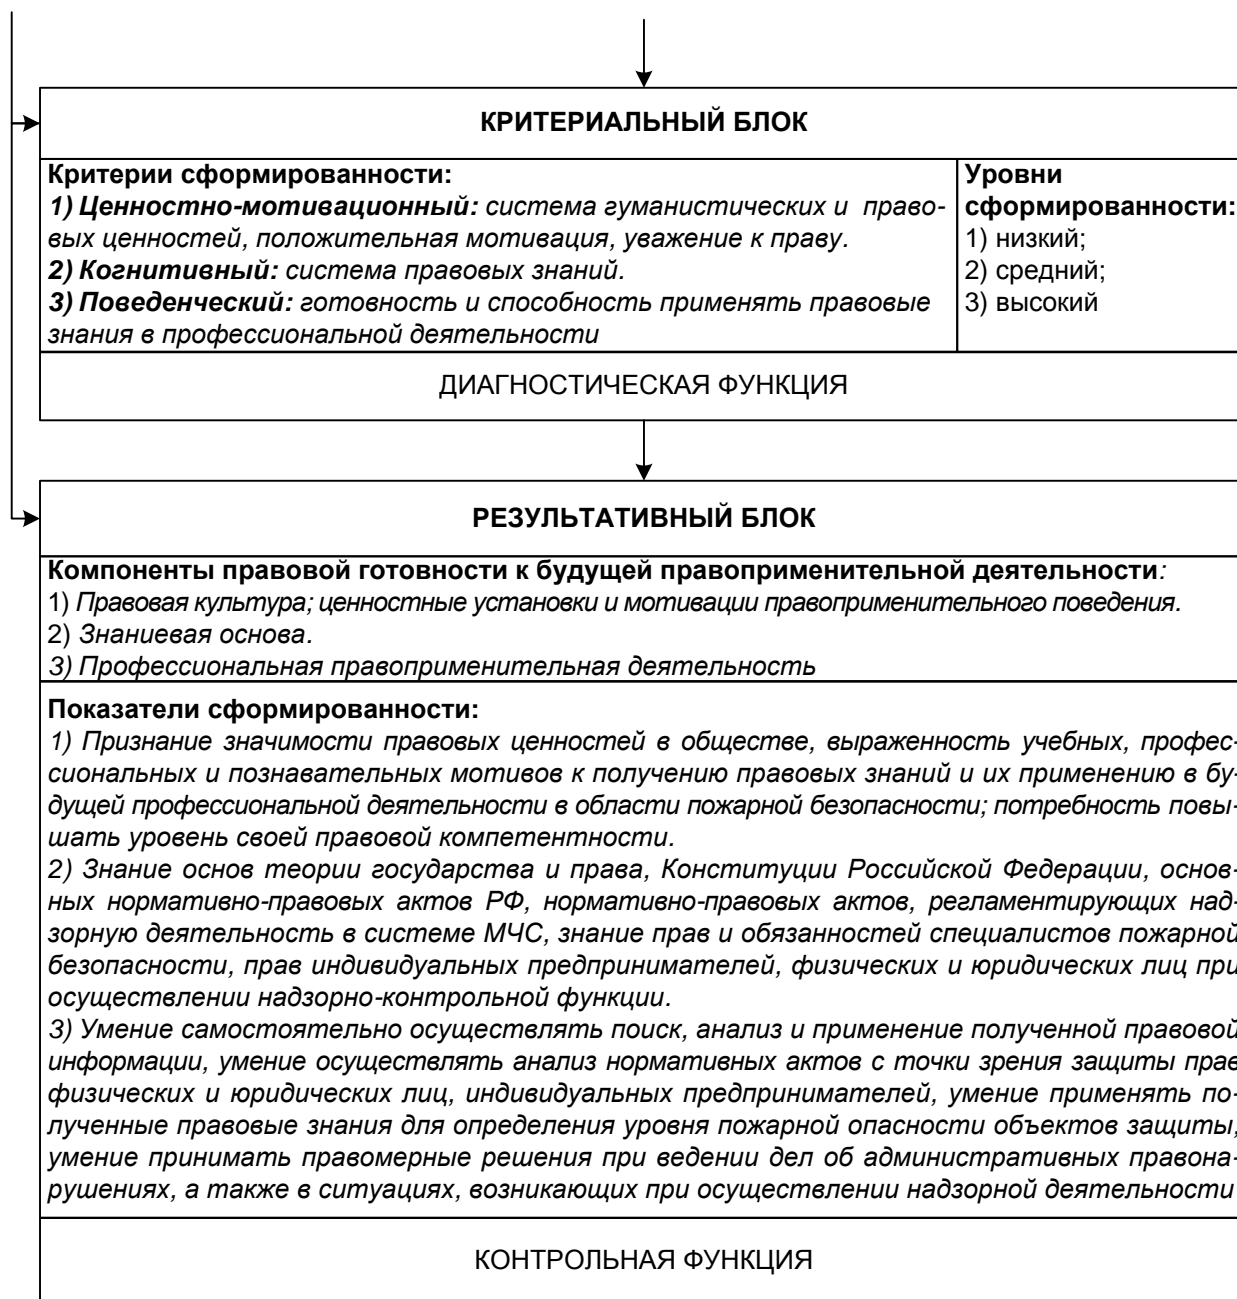 КРИТЕРИАЛЬНЫЙ БЛОК
Критерии сформированности:
1) Ценностно-мотивационный: система гуманистических и право-
вых ценностей, положительная мотивация, уважение к праву.
2) Когнитивный: система правовых знаний.
3) Поведенческий: готовность и способность применять правовые
знания в профессиональной деятельности
Уровни
сформированности:
1) низкий;
2) средний;
3) высокий
ДИАГНОСТИЧЕСКАЯ ФУНКЦИЯ
РЕЗУЛЬТАТИВНЫЙ БЛОК
Компоненты правовой готовности к будущей правоприменительной деятельности:
1) Правовая культура; ценностные установки и мотивации правоприменительного поведения.
2) Знаниевая основа.
3) Профессиональная правоприменительная деятельность
Показатели сформированности:
1) Признание значимости правовых ценностей в обществе, выраженность учебных, профес-
сиональных и познавательных мотивов к получению правовых знаний и их применению в бу-
дущей профессиональной деятельности в области пожарной безопасности; потребность повы-
шать уровень своей правовой компетентности.
2) Знание основ теории государства и права, Конституции Российской Федерации, основ-
ных нормативно-правовых актов РФ, нормативно-правовых актов, регламентирующих над-
зорную деятельность в системе МЧС, знание прав и обязанностей специалистов пожарной
безопасности, прав индивидуальных предпринимателей, физических и юридических лиц при
осуществлении надзорно-контрольной функции.
3) Умение самостоятельно осуществлять поиск, анализ и применение полученной правовой
информации, умение осуществлять анализ нормативных актов с точки зрения защиты прав
физических и юридических лиц, индивидуальных предпринимателей, умение применять по-
лученные правовые знания для определения уровня пожарной опасности объектов защиты,
умение принимать правомерные решения при ведении дел об административных правона-
рушениях, а также в ситуациях, возникающих при осуществлении надзорной деятельности
КОНТРОЛЬНАЯ ФУНКЦИЯ